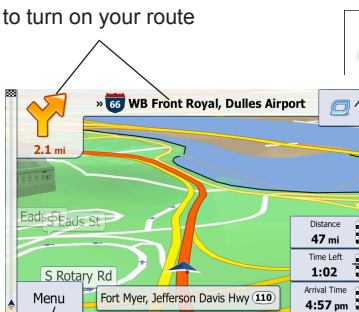 to turn on your route
» 66 WB Front Royal, Dulles Airport
2.1 mi
Eads St
S Eads St
Distance
47 mi
S Rotary Rd
Time Left
1:02
Menu
Fort Myer, Jefferson Davis Hwy 110
Arrival Time
4:57 pm